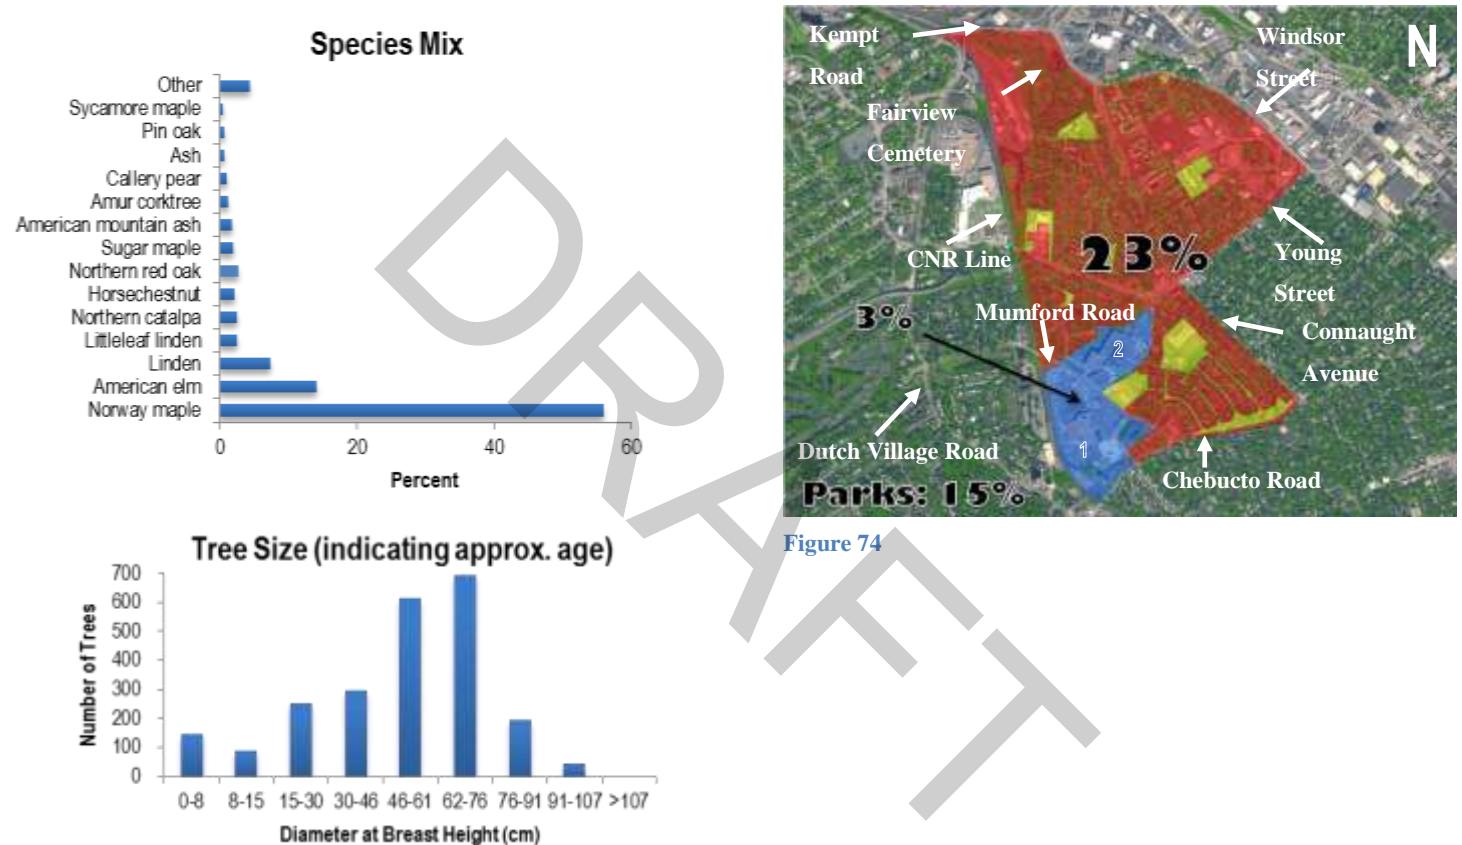 Species Mix
Other
Sycamore maple
Pin oak
Ash
Callery pear
Amur corktree
American mountain ash
Sugar maple
Northern red oak
Horsechestnut
Northern catalpa
Littleleaf linden
Linden
American elm
Norway maple
0 20 40 60
Percent
Tree Size (indicating approx. age)
Number of Trees
700
600
500
400
300
200
100
0
0-8 8-15 15-30 30-46 46-61 62-76 76-91 91-107 >107
Diameter at Breast Height (cm)
Kempt
Road
Windsor
Street
N
Fairview
Cemetery
CNR Line
23%
Young
Street
3%
Mumford Road
Connaught
Avenue
2
1
Dutch Village Road
Chebucto Road
Parks: 15%
Figure 74
DRAFT